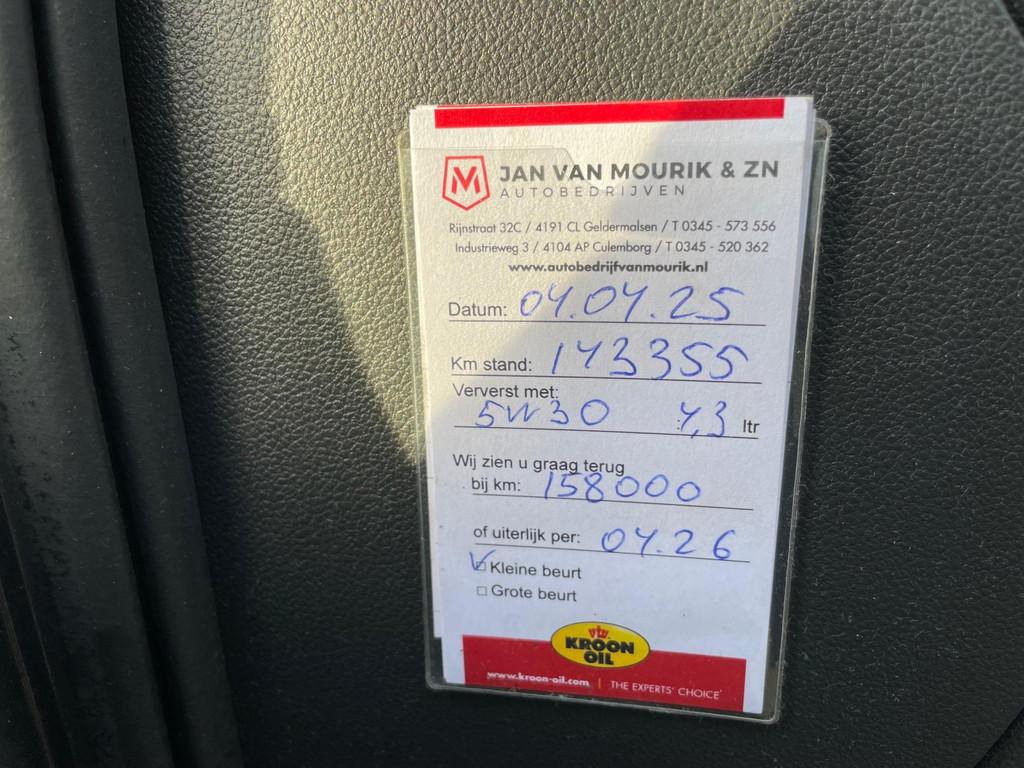 JAN VAN MOURIK & ZN
AUTOBEDRIJVEN
Rijnstraat 32C / 4191 CL Geldermalsen / T 0345 - 573 556
Industrieweg 3 / 4104 AP Culemborg / T 0345 - 520 362
www.autobedrijfvanmourik.nl
Datum: 04.04.25
Km stand: 143355
Ververst met:
5W30 4,3 ltr
Wij zien u graag terug
bij km: 158000
of uiterlijk per: 04.26
Kleine beurt
Grote beurt
KROON
OIL
www.kroon-oil.com | THE EXPERTS' CHOICE